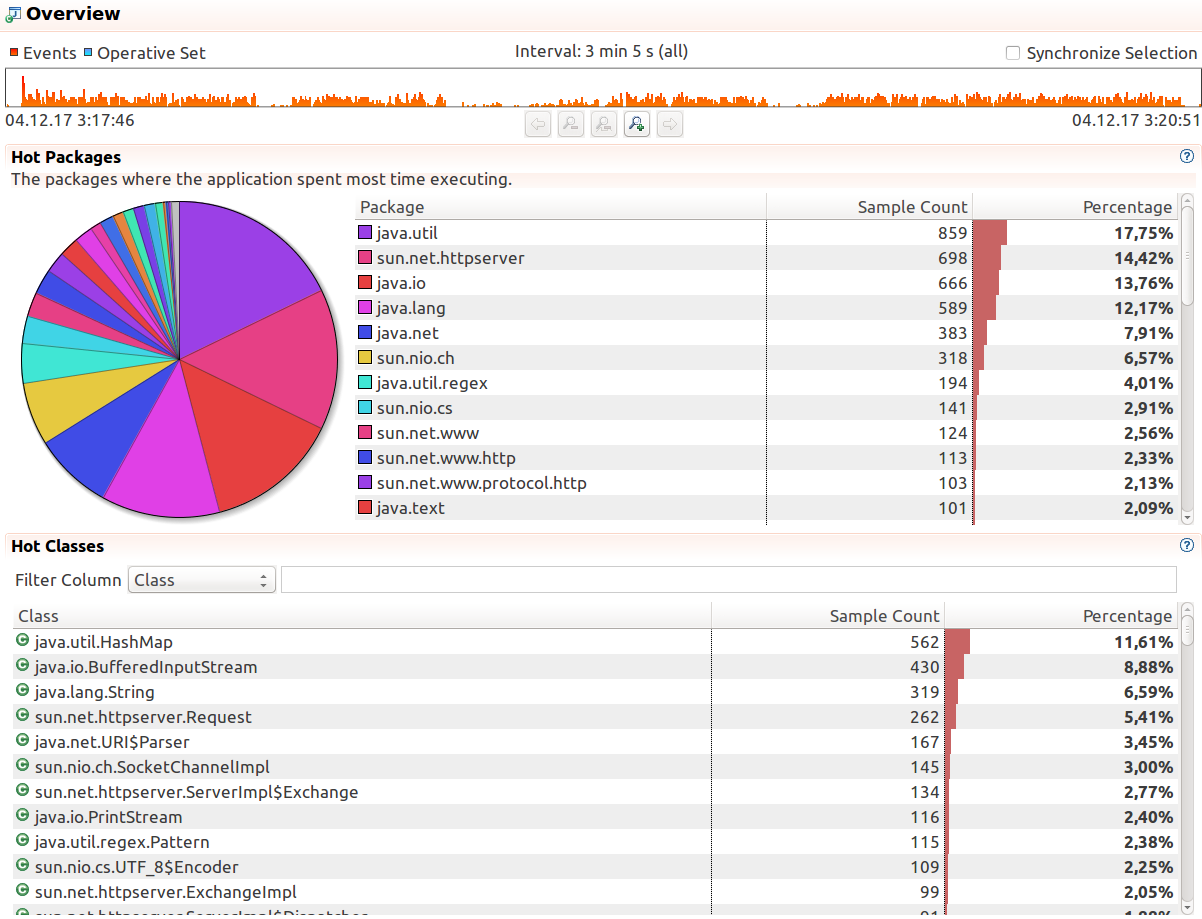 Overview
Events Operative Set Interval: 3 min 5 s (all) Synchronize Selection
04.12.17 3:17:46 04.12.17 3:20:51
Hot Packages
The packages where the application spent most time executing.
Package Sample Count Percentage
java.util 859 17,75%
sun.net.httpserver 698 14,42%
java.io 666 13,76%
java.lang 589 12,17%
java.net 383 7,91%
sun.nio.ch 318 6,57%
java.util.regex 194 4,01%
sun.nio.cs 141 2,91%
sun.net.www 124 2,56%
sun.net.www.http 113 2,33%
sun.net.www.protocol.http 103 2,13%
java.text 101 2,09%
Hot Classes
Filter Column Class
Class Sample Count Percentage
java.util.HashMap 562 11,61%
java.io.BufferedInputStream 430 8,88%
java.lang.String 319 6,59%
sun.net.httpserver.Request 262 5,41%
java.net.URI$Parser 167 3,45%
sun.nio.ch.SocketChannelImpl 145 3,00%
sun.net.httpserver.ServerImpl$Exchange 134 2,77%
java.io.PrintStream 116 2,40%
java.util.regex.Pattern 115 2,38%
sun.nio.cs.UTF_8$Encoder 109 2,25%
sun.net.httpserver.ExchangeImpl 99 2,05%